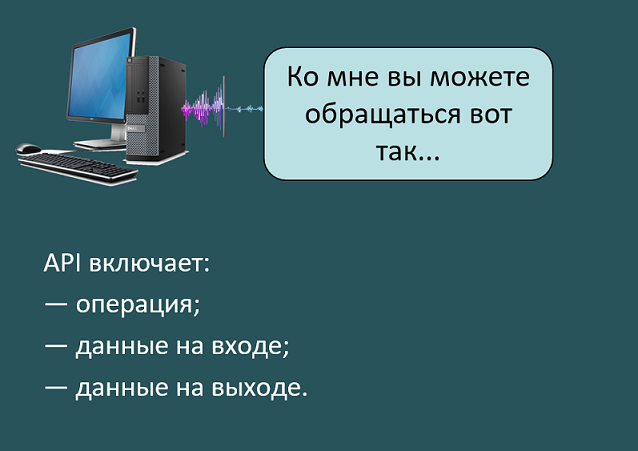 Ко мне вы можете
обращаться вот
так...
API включает:
— операция;
— данные на входе;
— данные на выходе.